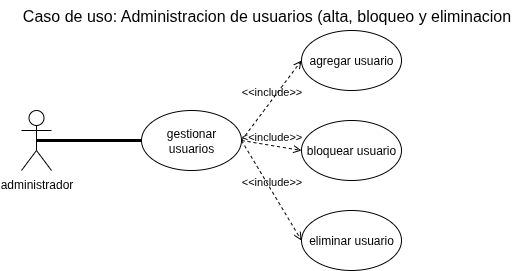 Caso de uso: Administracion de usuarios (alta, bloqueo y eliminacion
agregar usuario
<<include>>
gestionar
usuarios
<<include>>
bloquear usuario
<<include>>
administrador
eliminar usuario